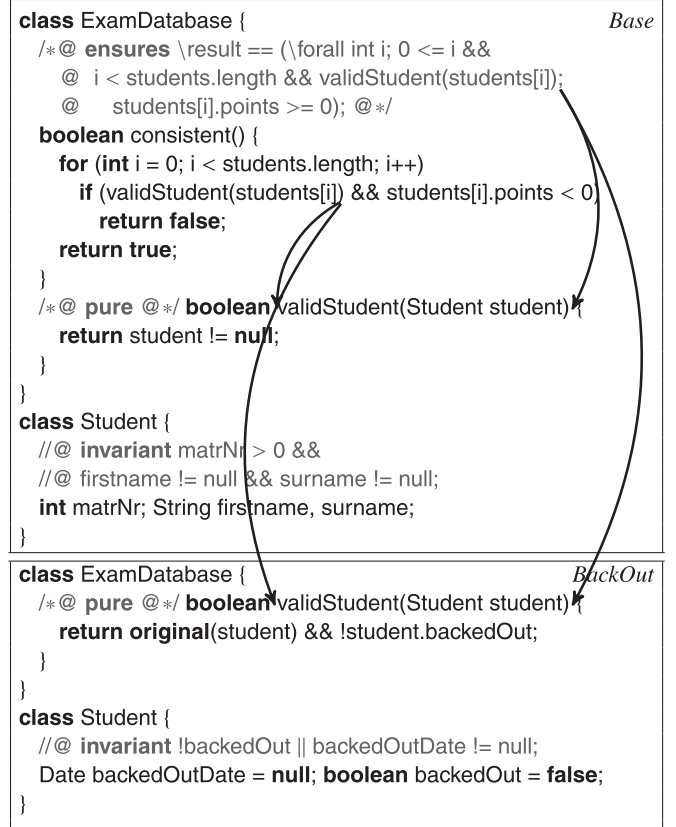 class ExamDatabase { Base
/*@ ensures \result == (\forall int i; 0 <= i &&
@ i < students.length && validStudent(students[i]);
@ students[i].points >= 0); @*/
boolean consistent() {
for (int i = 0; i < students.length; i++)
if (validStudent(students[i]) && students[i].points < 0)
return false;
return true;
}
/*@ pure @*/ boolean validStudent(Student student) {
return student != null;
}
}
class Student {
//@ invariant matrNr > 0 &&
//@ firstname != null && surname != null;
int matrNr; String firstname, surname;
}
class ExamDatabase { BackOut
/*@ pure @*/ boolean validStudent(Student student) {
return original(student) && !student.backedOut;
}
}
class Student {
//@ invariant !backedOut || backedOutDate != null;
Date backedOutDate = null; boolean backedOut = false;
}